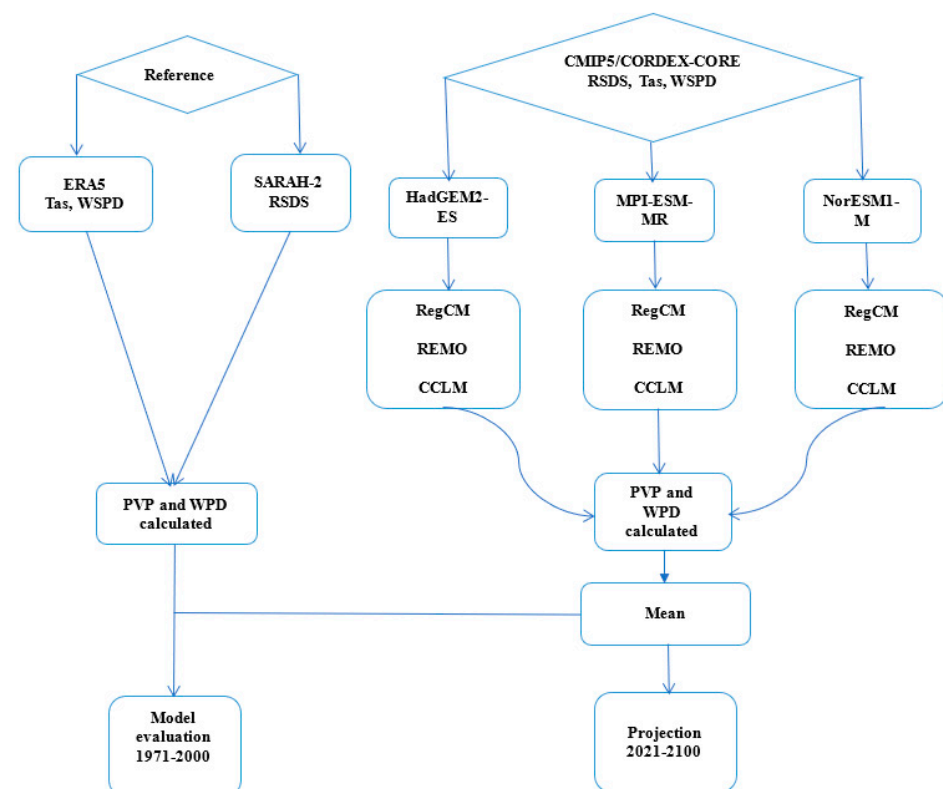 Reference
CMIP5/CORDEX-CORE
RSDS, Tas, WSPD
ERA5
Tas, WSPD
SARAH-2
RSDS
HadGEM2-
ES
MPI-ESM-
MR
NorESM1-
M
RegCM
REMO
CCLM
RegCM
REMO
CCLM
RegCM
REMO
CCLM
PVP and WPD
calculated
PVP and
WPD
calculated
Mean
Model
evaluation
1971-2000
Projection
2021-2100